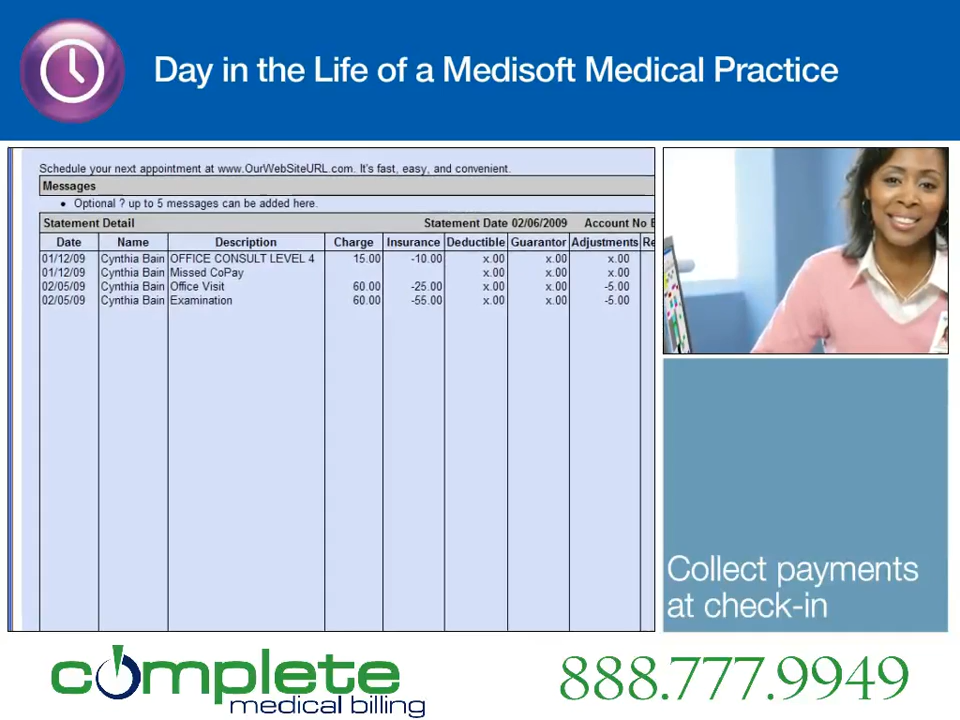 Day in the Life of a Medisoft Medical Practice
Schedule your next appointment at www.OurWebSiteURL.com. It's fast, easy, and convenient.
Messages
• Optional ? up to 5 messages can be added here.
Statement Detail Statement Date 02/06/2009 Account No
Date Name Description Charge Insurance Deductible Guarantor Adjustments Re
01/12/09 Cynthia Bain OFFICE CONSULT LEVEL 4 15.00 -10.00 x.00 x.00 x.00
01/12/09 Cynthia Bain Missed CoPay x.00 x.00 x.00
02/05/09 Cynthia Bain Office Visit 60.00 -25.00 x.00 x.00 -5.00
02/05/09 Cynthia Bain Examination 60.00 -55.00 x.00 x.00 -5.00
Collect payments
at check-in
complete
medical billing
888.777.9949